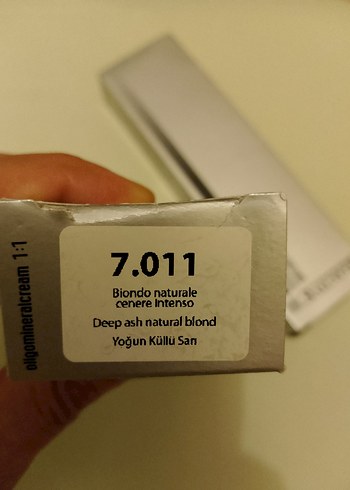 7.011
Biondo naturale
cenere Intenso
Deep ash natural blond
Yoğun Küllü Sarı
oligomineralcream 1:1